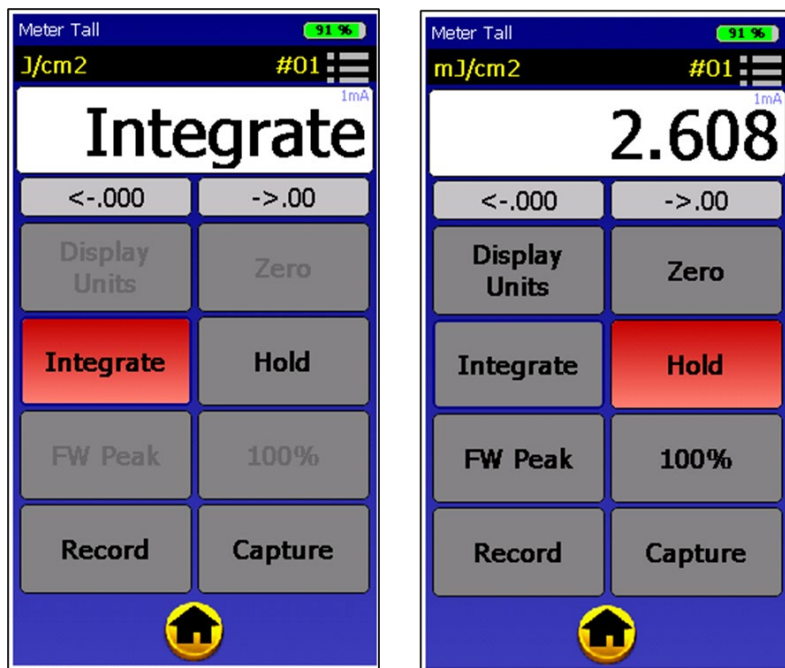 Meter Tall 91 %
J/cm2 #01
1mA
Integrate
<-.000 ->.00
Display
Units
Zero
Integrate Hold
FW Peak 100%
Record Capture
Meter Tall 91 %
mJ/cm2 #01
1mA
2.608
<-.000 ->.00
Display
Units
Zero
Integrate Hold
FW Peak 100%
Record Capture